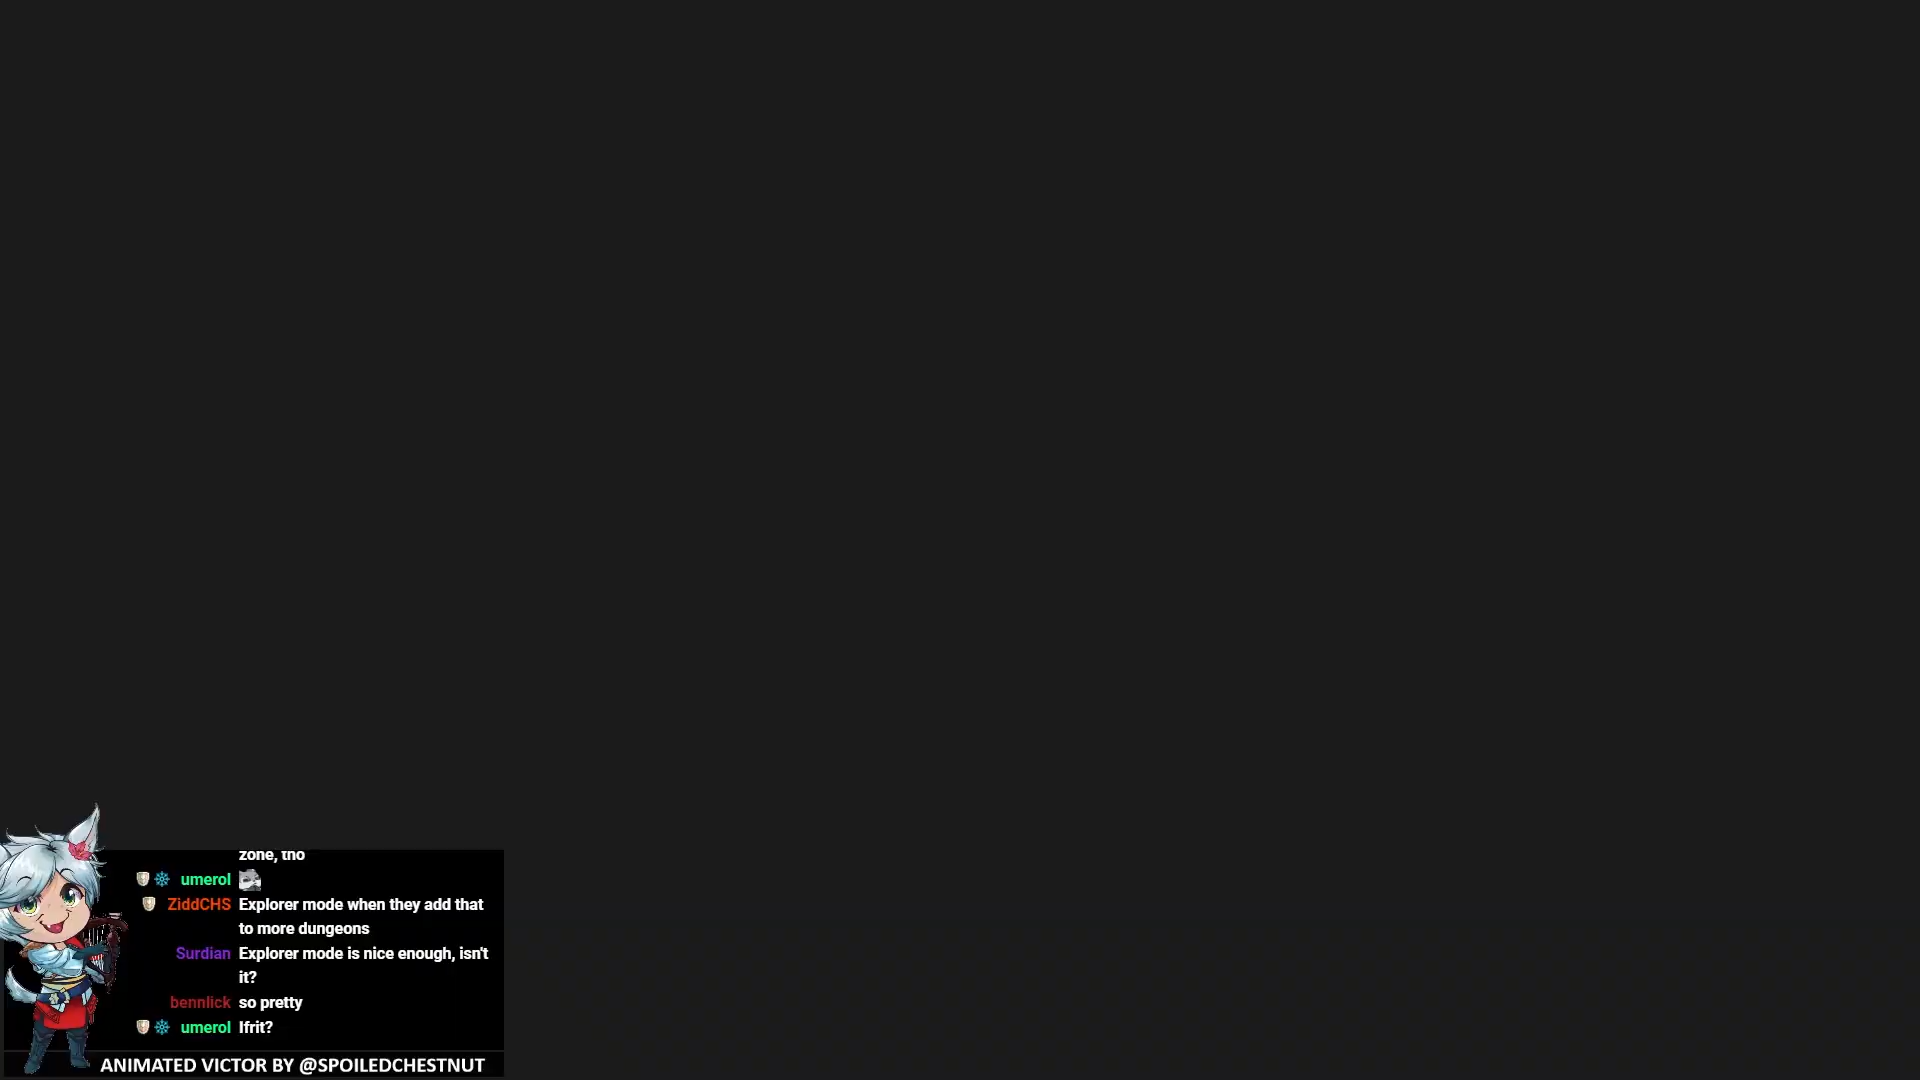 zone, tho
umerol
ZiddCHS Explorer mode when they add that
to more dungeons
Surdian Explorer mode is nice enough, isn't
it?
bennlick so pretty
umerol Ifrit?
ANIMATED VICTOR BY @SPOILEDCHESTNUT